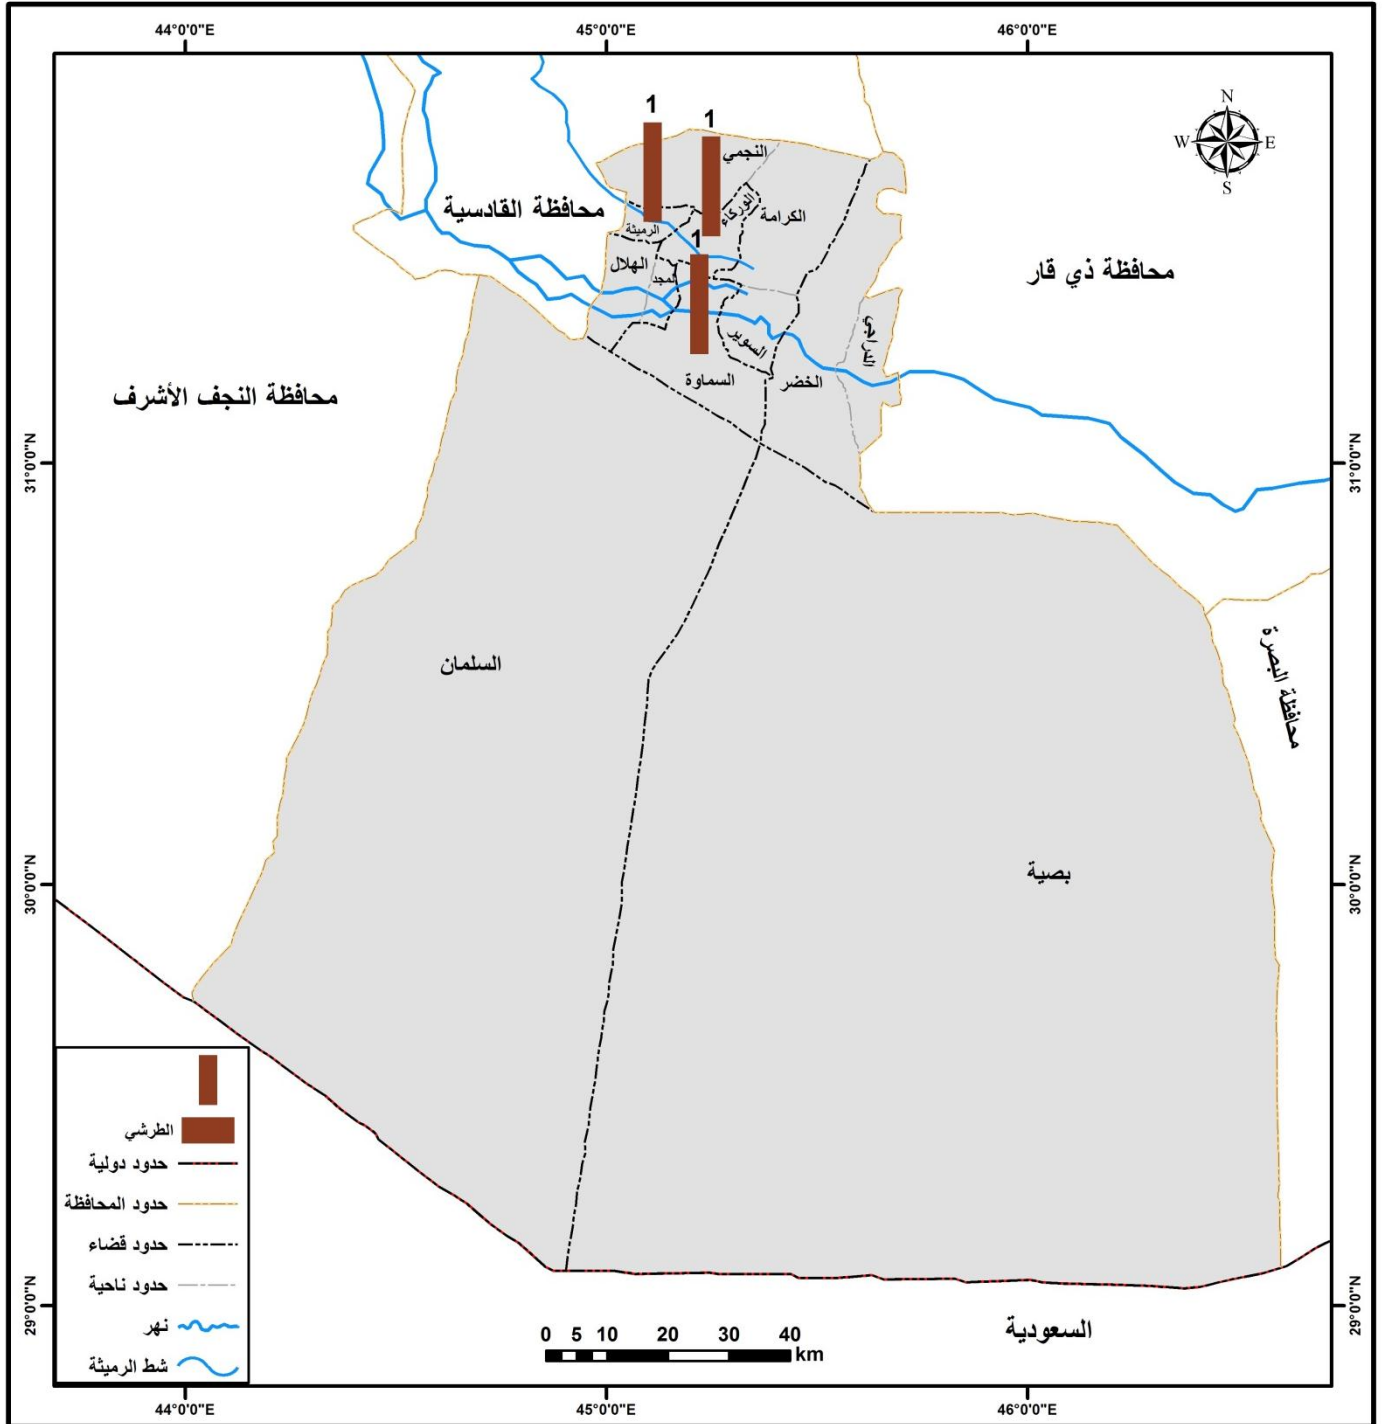 44°0'0"E 45°0'0"E 46°0'0"E
N
W E
S
1
1
النجمي
الوركاء
الكرامة
محافظة القادسية
الرميثة
1
الهلال
المجد
محافظة ذي قار
الدراجي
السوير
السماوة
الخضر
محافظة النجف الأشرف
31°0'0"N 31°0'0"N
السلمان
محافظة البصرة
بصية
30°0'0"N 30°0'0"N
الطرشي
حدود دولية
حدود المحافظة
حدود قضاء
حدود ناحية
نهر
شط الرميثة
29°0'0"N 29°0'0"N
السعودية
0 5 10 20 30 40
km
44°0'0"E 45°0'0"E 46°0'0"E